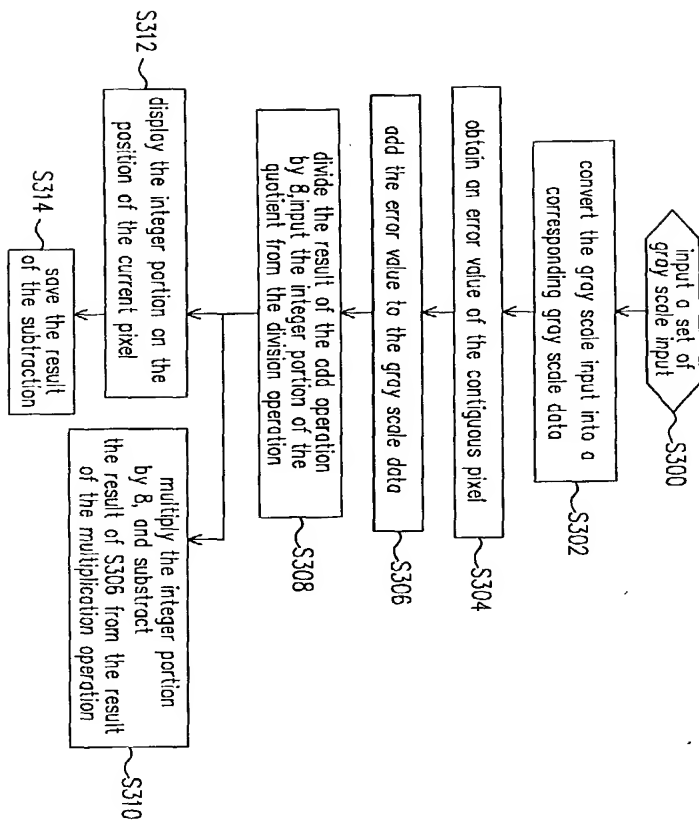 input a set of
gray scale input
S300
convert the gray scale input into a
corresponding gray scale data
S302
obtain an error value of the contiguous pixel
S304
add the error value to the gray scale data
S306
divide the result of the add operation
by 8,input the integer portion of the
quotient from the division operation
S308
multiply the integer portion
by 8, and substract
the result of S306 from the result
of the multiplication operation
S310
display the integer portion on the
position of the current pixel
S312
save the result
of the subtraction
S314